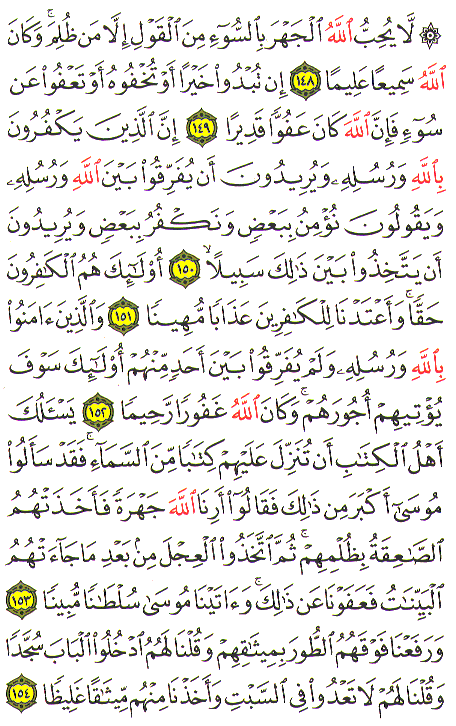 ۞ لَّا يُحِبُّ ٱللَّهُ ٱلْجَهْرَ بِٱلسُّوٓءِ مِنَ ٱلْقَوْلِ إِلَّا مَن ظُلِمَ ۚ وَكَانَ
ٱللَّهُ سَمِيعًا عَلِيمًا ١٤٨ إِن تُبْدُوا۟ خَيْرًا أَوْ تُخْفُوهُ أَوْ تَعْفُوا۟ عَن
سُوٓءٍ فَإِنَّ ٱللَّهَ كَانَ عَفُوًّا قَدِيرًا ١٤٩ إِنَّ ٱلَّذِينَ يَكْفُرُونَ
بِٱللَّهِ وَرُسُلِهِۦ وَيُرِيدُونَ أَن يُفَرِّقُوا۟ بَيْنَ ٱللَّهِ وَرُسُلِهِۦ
وَيَقُولُونَ نُؤْمِنُ بِبَعْضٍ وَنَكْفُرُ بِبَعْضٍ وَيُرِيدُونَ
أَن يَتَّخِذُوا۟ بَيْنَ ذَٰلِكَ سَبِيلًا ۙ ١٥٠ أُو۟لَٰٓئِكَ هُمُ ٱلْكَٰفِرُونَ
حَقًّا ۚ وَأَعْتَدْنَا لِلْكَٰفِرِينَ عَذَابًا مُّهِينًا ١٥١ وَٱلَّذِينَ ءَامَنُوا۟
بِٱللَّهِ وَرُسُلِهِۦ وَلَمْ يُفَرِّقُوا۟ بَيْنَ أَحَدٍ مِّنْهُمْ أُو۟لَٰٓئِكَ سَوْفَ
يُؤْتِيهِمْ أُجُورَهُمْ ۗ وَكَانَ ٱللَّهُ غَفُورًا رَّحِيمًا ١٥٢ يَسْـَٔلُكَ
أَهْلُ ٱلْكِتَٰبِ أَن تُنَزِّلَ عَلَيْهِمْ كِتَٰبًا مِّنَ ٱلسَّمَآءِ ۚ فَقَدْ سَأَلُوا۟
مُوسَىٰٓ أَكْبَرَ مِن ذَٰلِكَ فَقَالُوٓا۟ أَرِنَا ٱللَّهَ جَهْرَةً فَأَخَذَتْهُمُ
ٱلصَّٰعِقَةُ بِظُلْمِهِمْ ۚ ثُمَّ ٱتَّخَذُوا۟ ٱلْعِجْلَ مِنۢ بَعْدِ مَا جَآءَتْهُمُ
ٱلْبَيِّنَٰتُ فَعَفَوْنَا عَن ذَٰلِكَ ۚ وَءَاتَيْنَا مُوسَىٰ سُلْطَٰنًا مُّبِينًا ١٥٣
وَرَفَعْنَا فَوْقَهُمُ ٱلطُّورَ بِمِيثَٰقِهِمْ وَقُلْنَا لَهُمُ ٱدْخُلُوا۟ ٱلْبَابَ سُجَّدًا
وَقُلْنَا لَهُمْ لَا تَعْدُوا۟ فِى ٱلسَّبْتِ وَأَخَذْنَا مِنْهُم مِّيثَٰقًا غَلِيظًا ١٥٤